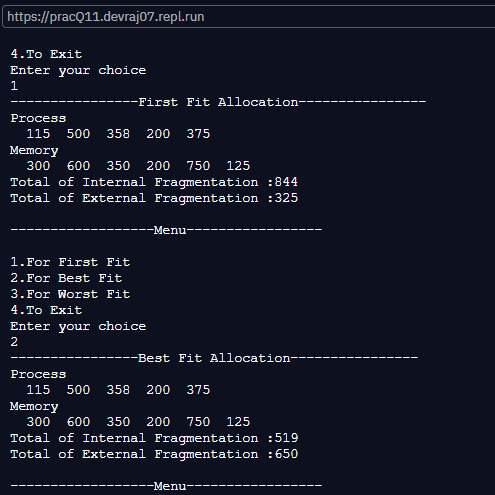 https://pracQ11.devraj07.repl.run
4.To Exit
Enter your choice
1
----------------First Fit Allocation----------------
Process
  115  500  358  200  375
Memory
  300  600  350  200  750  125
Total of Internal Fragmentation :844
Total of External Fragmentation :325
------------------Menu-----------------
1.For First Fit
2.For Best Fit
3.For Worst Fit
4.To Exit
Enter your choice
2
----------------Best Fit Allocation----------------
Process
  115  500  358  200  375
Memory
  300  600  350  200  750  125
Total of Internal Fragmentation :519
Total of External Fragmentation :650
------------------Menu-----------------